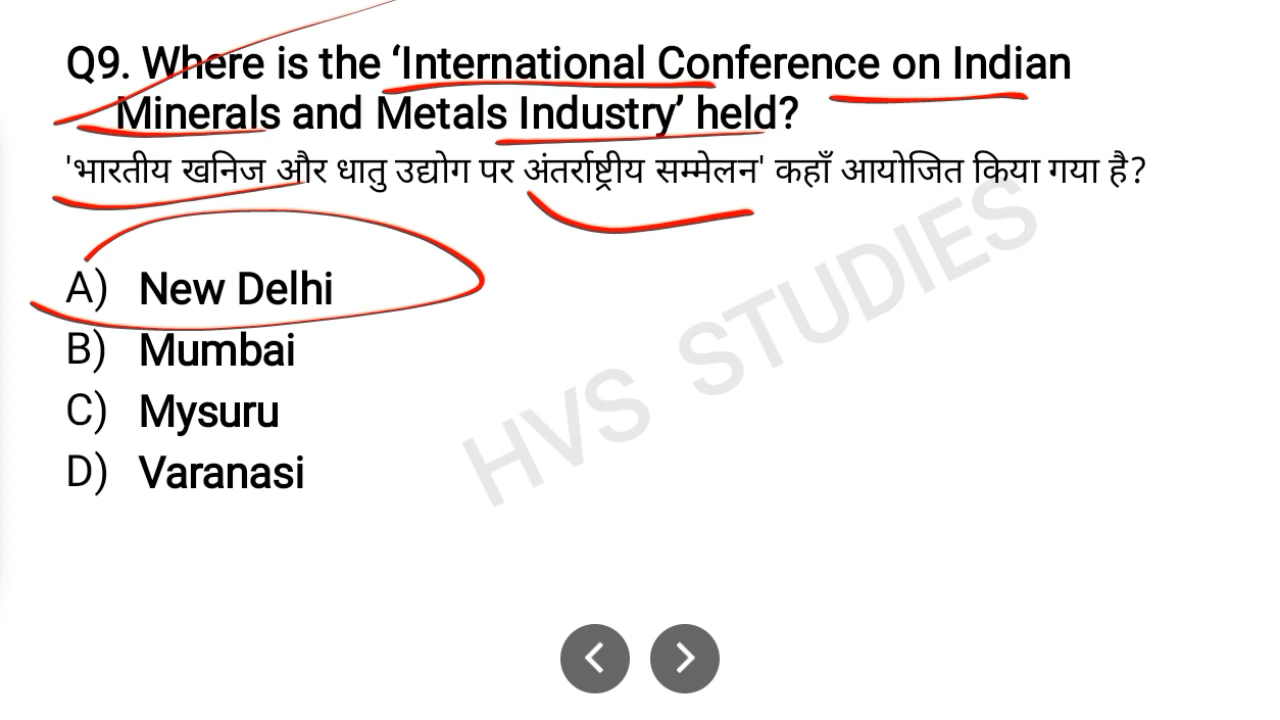 Q9. Where is the ‘International Conference on Indian
Minerals and Metals Industry’ held?
'भारतीय खनिज और धातु उद्योग पर अंतर्राष्ट्रीय सम्मेलन' कहाँ आयोजित किया गया है?
A) New Delhi
B) Mumbai
C) Mysuru
D) Varanasi
HVS STUDIES